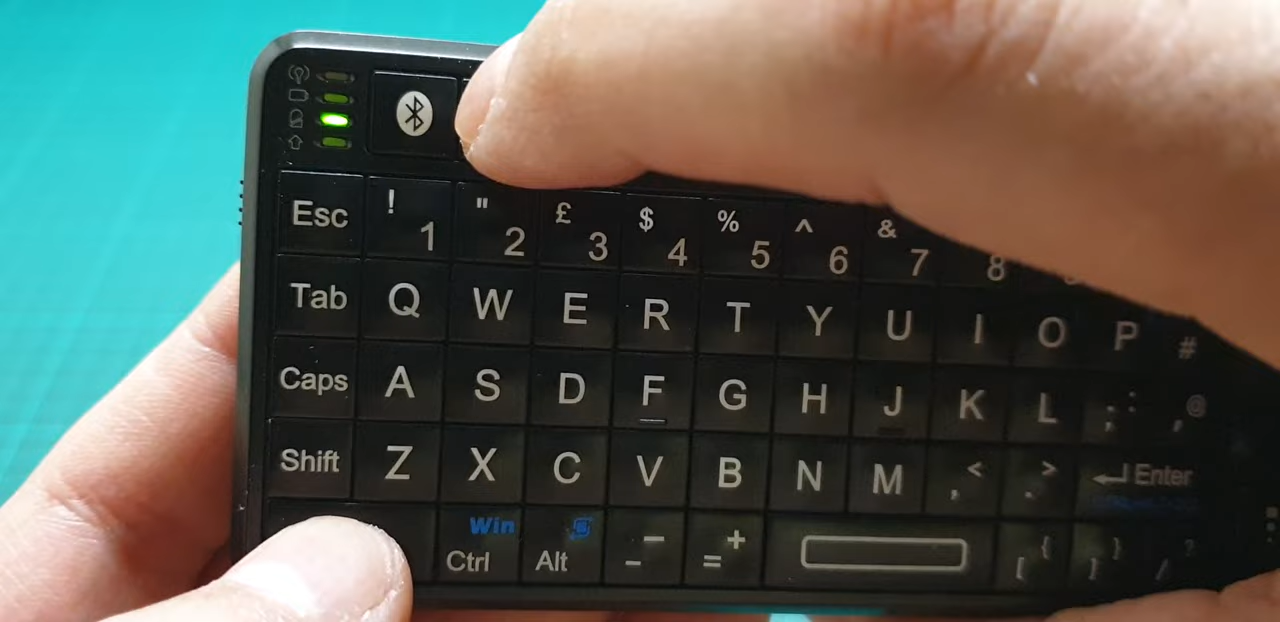 Esc ! 1 " 2 £ 3 $ 4 % 5 ^ 6 & 7 8
Tab Q W E R T Y U I O P #
Caps A S D F G H J K L ; : ' @
Shift Z X C V B N M , < . > Enter
Win
Ctrl Alt - _ = + [ { ] } / ?